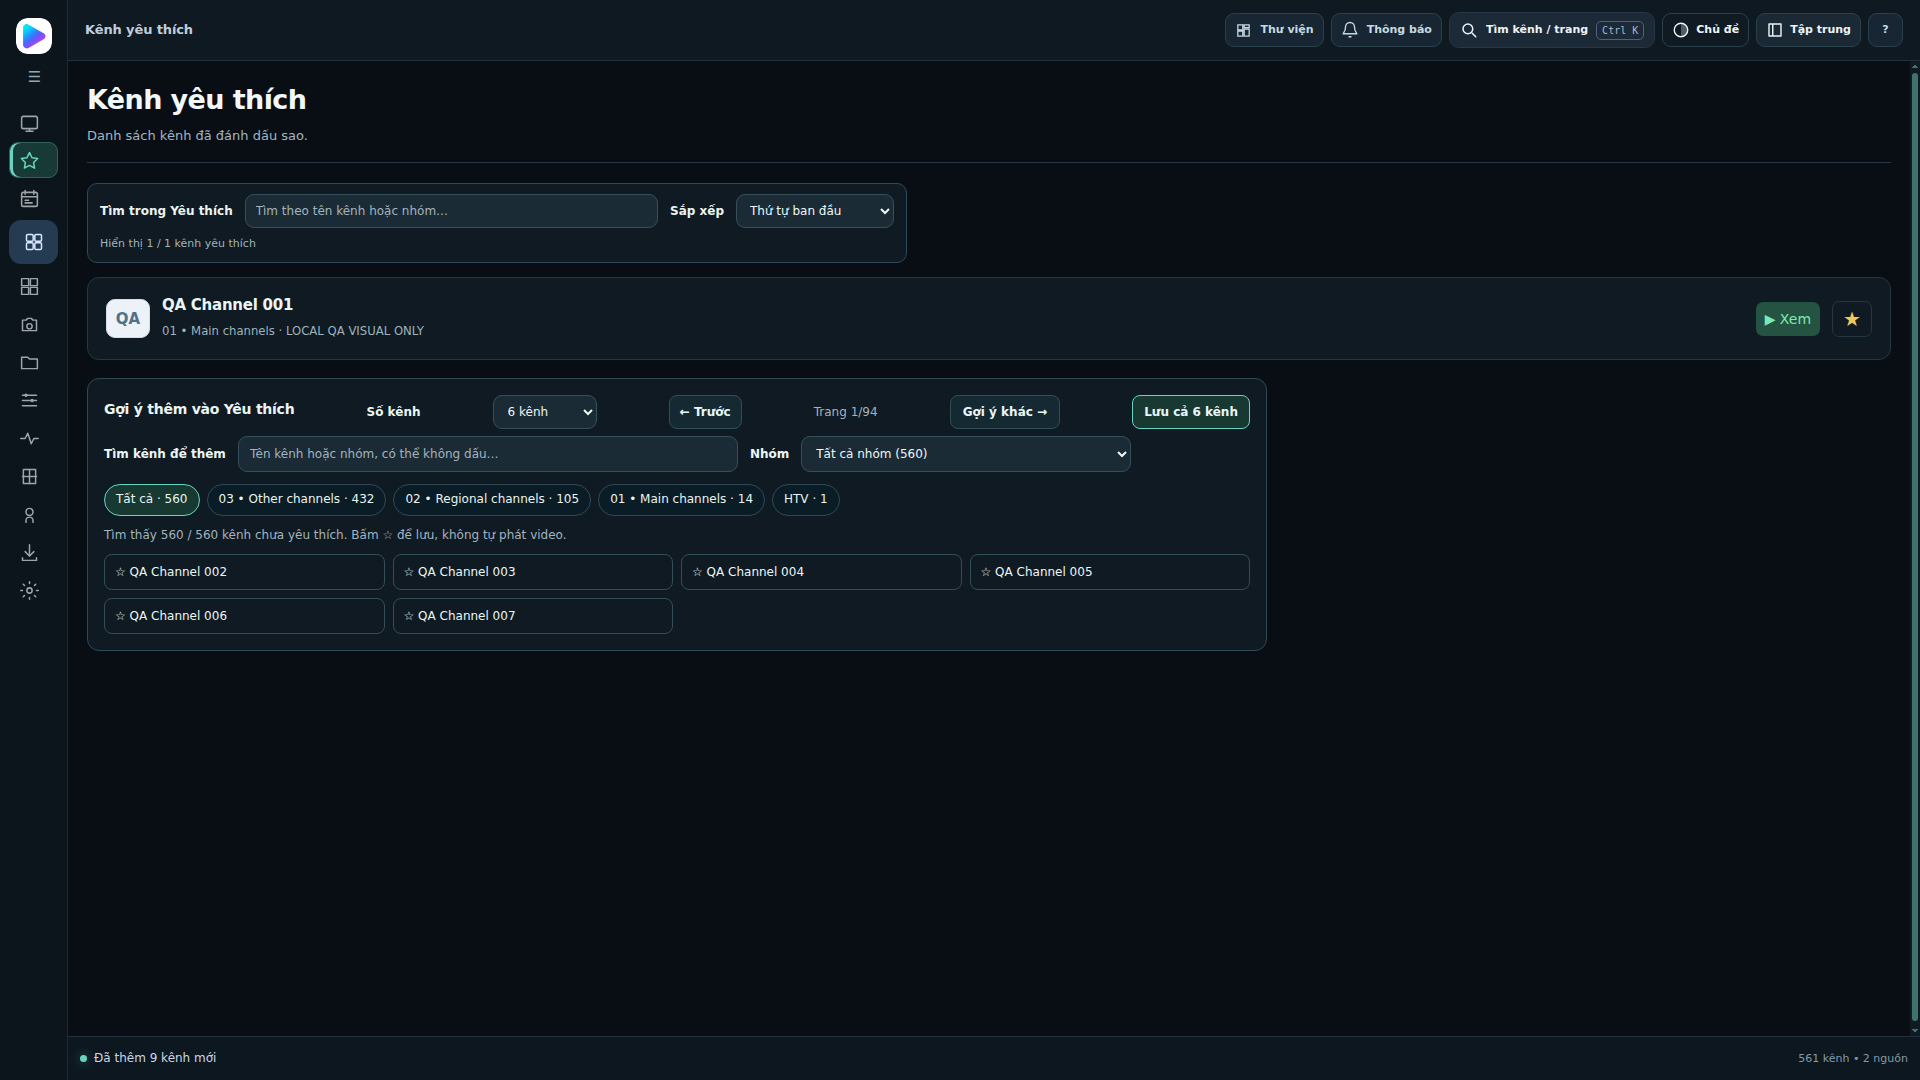 Kênh yêu thích
Thư viện
Thông báo
Tìm kênh / trang Ctrl K
Chủ đề
Tập trung
?
Kênh yêu thích
Danh sách kênh đã đánh dấu sao.
Tìm trong Yêu thích Tìm theo tên kênh hoặc nhóm... Sắp xếp Thứ tự ban đầu
Hiển thị 1 / 1 kênh yêu thích
QA
QA Channel 001
01 • Main channels · LOCAL QA VISUAL ONLY
▶ Xem ★
Gợi ý thêm vào Yêu thích Số kênh 6 kênh ← Trước Trang 1/94 Gợi ý khác → Lưu cả 6 kênh
Tìm kênh để thêm Tên kênh hoặc nhóm, có thể không dấu... Nhóm Tất cả nhóm (560)
Tất cả · 560 03 • Other channels · 432 02 • Regional channels · 105 01 • Main channels · 14 HTV · 1
Tìm thấy 560 / 560 kênh chưa yêu thích. Bấm ☆ để lưu, không tự phát video.
☆ QA Channel 002 ☆ QA Channel 003 ☆ QA Channel 004 ☆ QA Channel 005
☆ QA Channel 006 ☆ QA Channel 007
Đã thêm 9 kênh mới
561 kênh • 2 nguồn